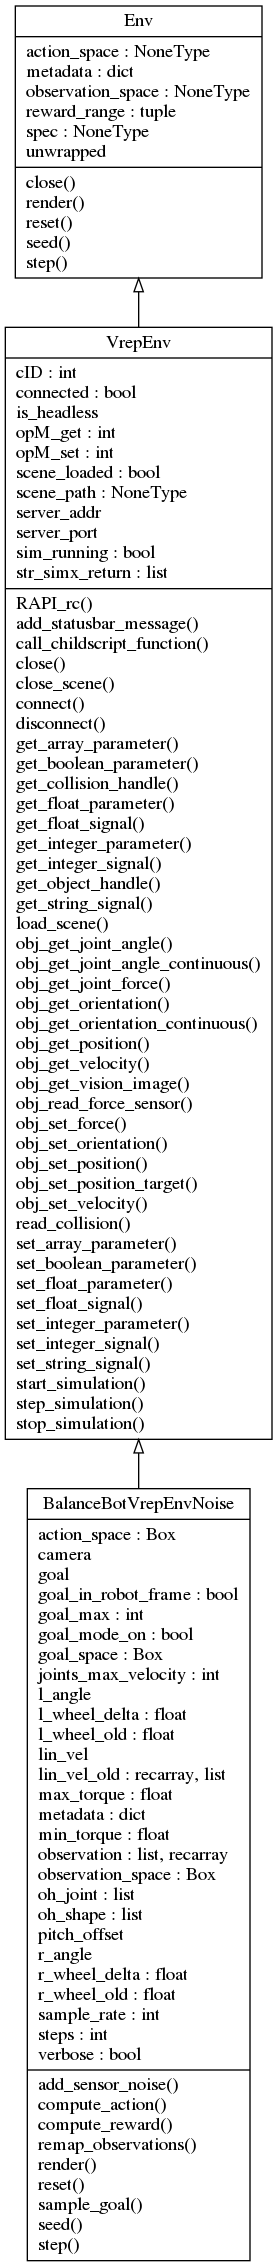 Env
action_space : NoneType
metadata : dict
observation_space : NoneType
reward_range : tuple
spec : NoneType
unwrapped
close()
render()
reset()
seed()
step()
VrepEnv
cID : int
connected : bool
is_headless
opM_get : int
opM_set : int
scene_loaded : bool
scene_path : NoneType
server_addr
server_port
sim_running : bool
str_simx_return : list
RAPI_rc()
add_statusbar_message()
call_childscript_function()
close()
close_scene()
connect()
disconnect()
get_array_parameter()
get_boolean_parameter()
get_collision_handle()
get_float_parameter()
get_float_signal()
get_integer_parameter()
get_integer_signal()
get_object_handle()
get_string_signal()
load_scene()
obj_get_joint_angle()
obj_get_joint_angle_continuous()
obj_get_joint_force()
obj_get_orientation()
obj_get_orientation_continuous()
obj_get_position()
obj_get_velocity()
obj_get_vision_image()
obj_read_force_sensor()
obj_set_force()
obj_set_orientation()
obj_set_position()
obj_set_position_target()
obj_set_velocity()
read_collision()
set_array_parameter()
set_boolean_parameter()
set_float_parameter()
set_float_signal()
set_integer_parameter()
set_integer_signal()
set_string_signal()
start_simulation()
step_simulation()
stop_simulation()
BalanceBotVrepEnvNoise
action_space : Box
camera
goal
goal_in_robot_frame : bool
goal_max : int
goal_mode_on : bool
goal_space : Box
joints_max_velocity : int
l_angle
l_wheel_delta : float
l_wheel_old : float
lin_vel
lin_vel_old : recarray, list
max_torque : float
metadata : dict
min_torque : float
observation : list, recarray
observation_space : Box
oh_joint : list
oh_shape : list
pitch_offset
r_angle
r_wheel_delta : float
r_wheel_old : float
sample_rate : int
steps : int
verbose : bool
add_sensor_noise()
compute_action()
compute_reward()
remap_observations()
render()
reset()
sample_goal()
seed()
step()